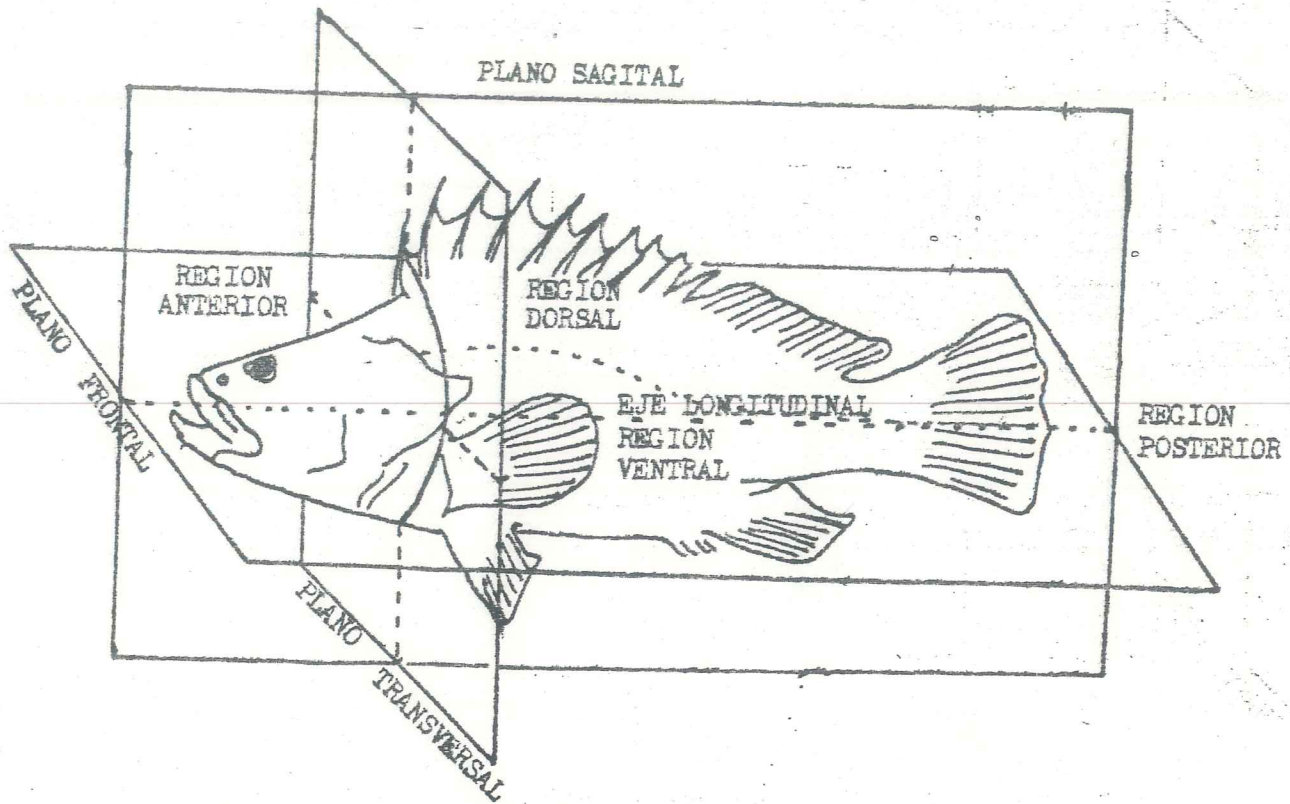 PLANO SAGITAL
REGION
ANTERIOR
REGION
DORSAL
PLANO FRONTAL
EJE LONGITUDINAL
REGION
VENTRAL
REGION
POSTERIOR
PLANO TRANSVERSAL